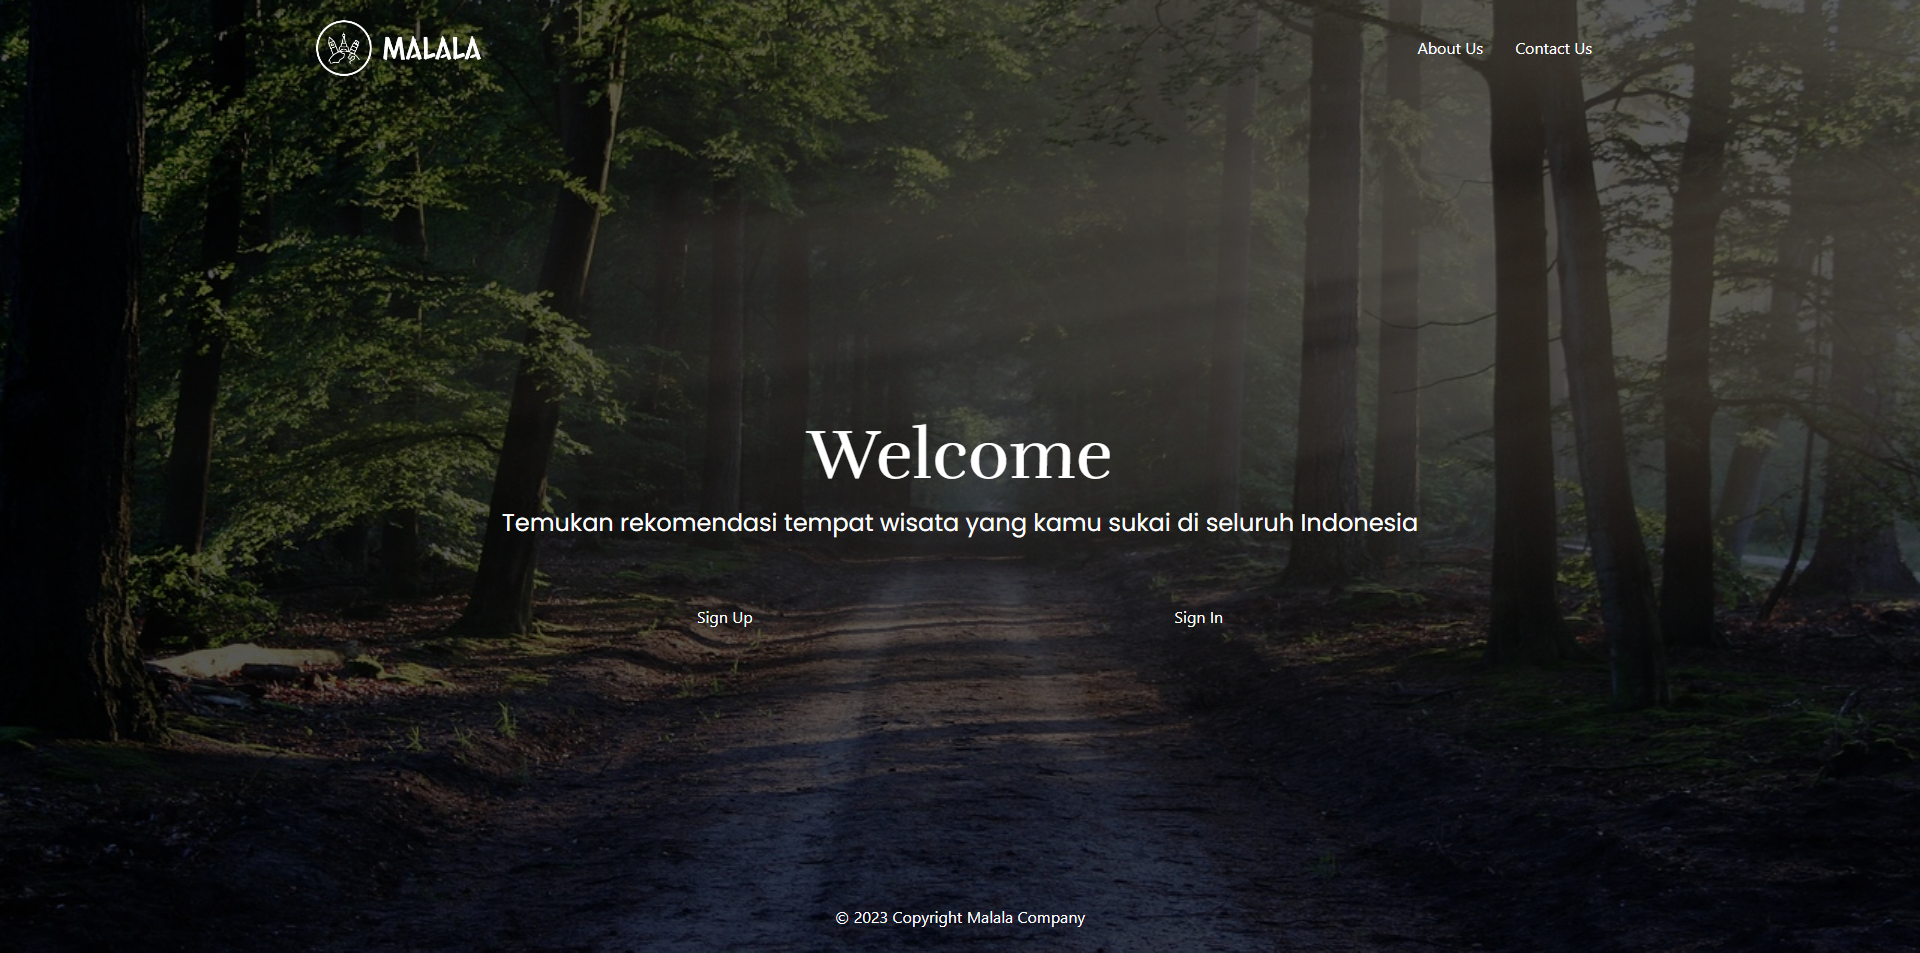 MALALA
About Us
Contact Us
Welcome
Temukan rekomendasi tempat wisata yang kamu sukai di seluruh Indonesia
Sign Up
Sign In
© 2023 Copyright Malala Company